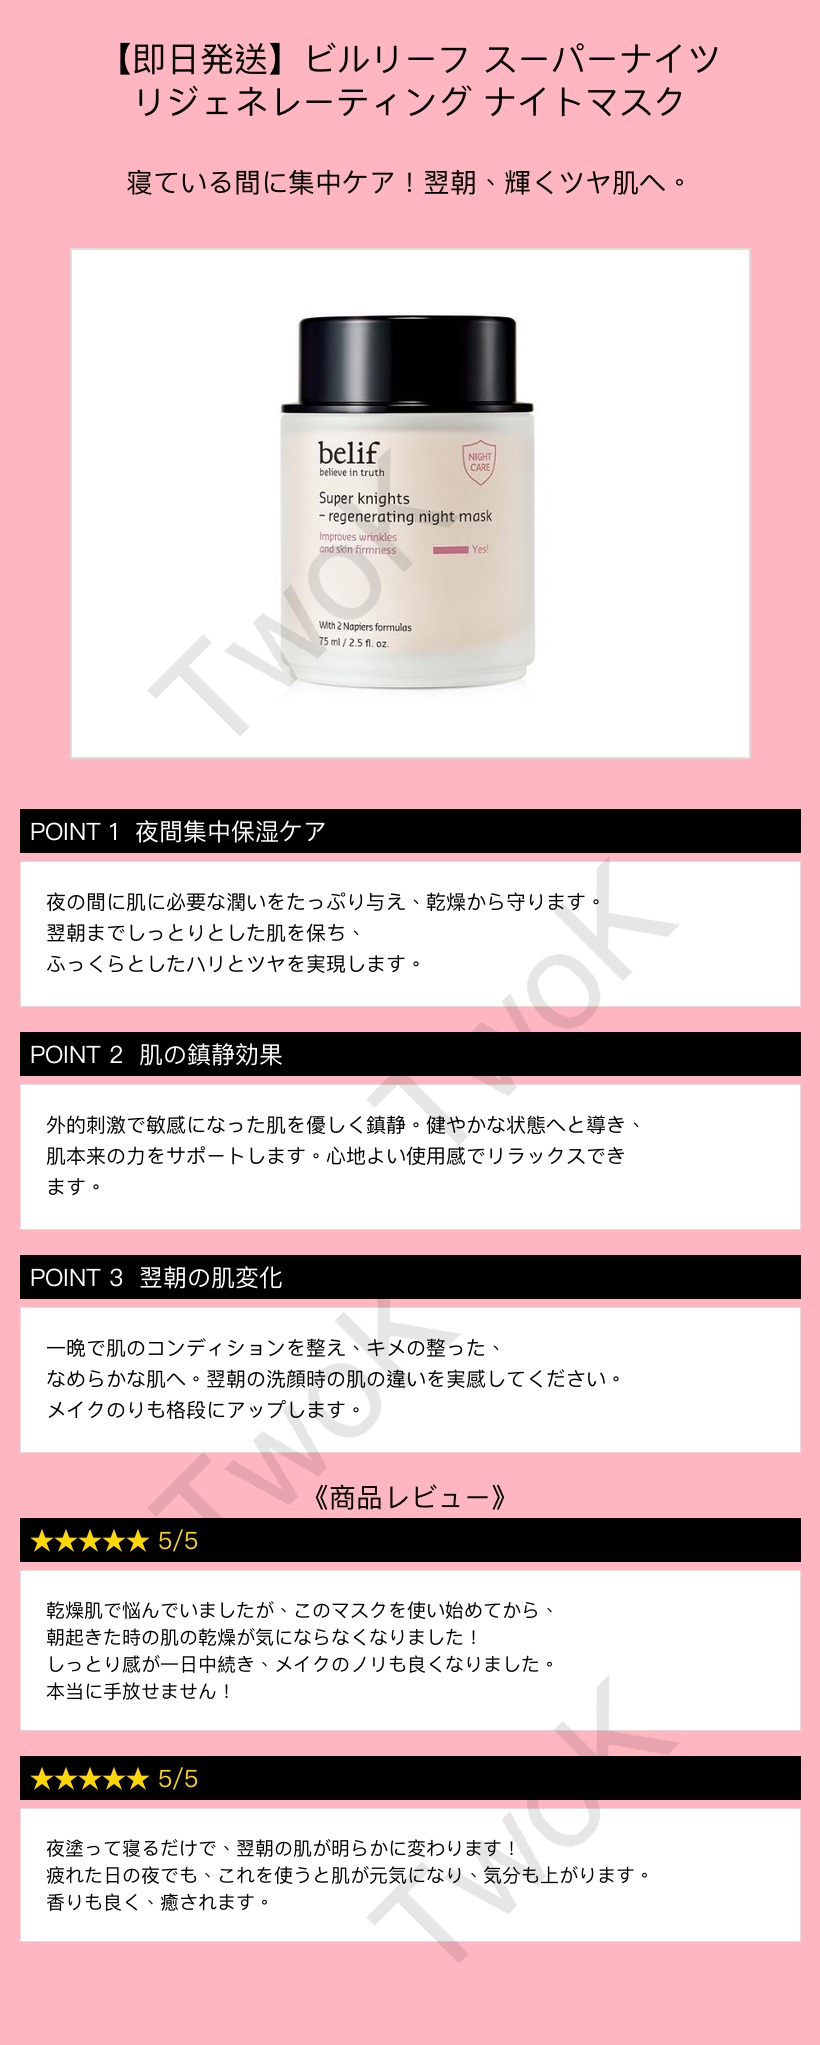 【即日発送】ビルリーフ スーパーナイツ
リジェネレーティング ナイトマスク
寝ている間に集中ケア！翌朝、輝くツヤ肌へ。
belif
believe in truth
NIGHT
CARE
Super knights
- regenerating night mask
Improves wrinkles
and skin firmness
Yes!
With 2 Napiers formulas
75 ml / 2.5 fl. oz.
TwoK
POINT 1 夜間集中保湿ケア
夜の間に肌に必要な潤いをたっぷり与え、乾燥から守ります。
翌朝までしっとりとした肌を保ち、
ふっくらとしたハリとツヤを実現します。
TwoK
POINT 2 肌の鎮静効果
外的刺激で敏感になった肌を優しく鎮静。健やかな状態へと導き、
肌本来の力をサポートします。心地よい使用感でリラックスでき
ます。
POINT 3 翌朝の肌変化
一晩で肌のコンディションを整え、キメの整った、
なめらかな肌へ。翌朝の洗顔時の肌の違いを実感してください。
メイクのりも格段にアップします。
TwoK
《商品レビュー》
★★★★★ 5/5
乾燥肌で悩んでいましたが、このマスクを使い始めてから、
朝起きた時の肌の乾燥が気にならなくなりました！
しっとり感が一日中続き、メイクのノリも良くなりました。
本当に手放せません！
★★★★★ 5/5
夜塗って寝るだけで、翌朝の肌が明らかに変わります！
疲れた日の夜でも、これを使うと肌が元気になり、気分も上がります。
香りも良く、癒されます。
TwoK